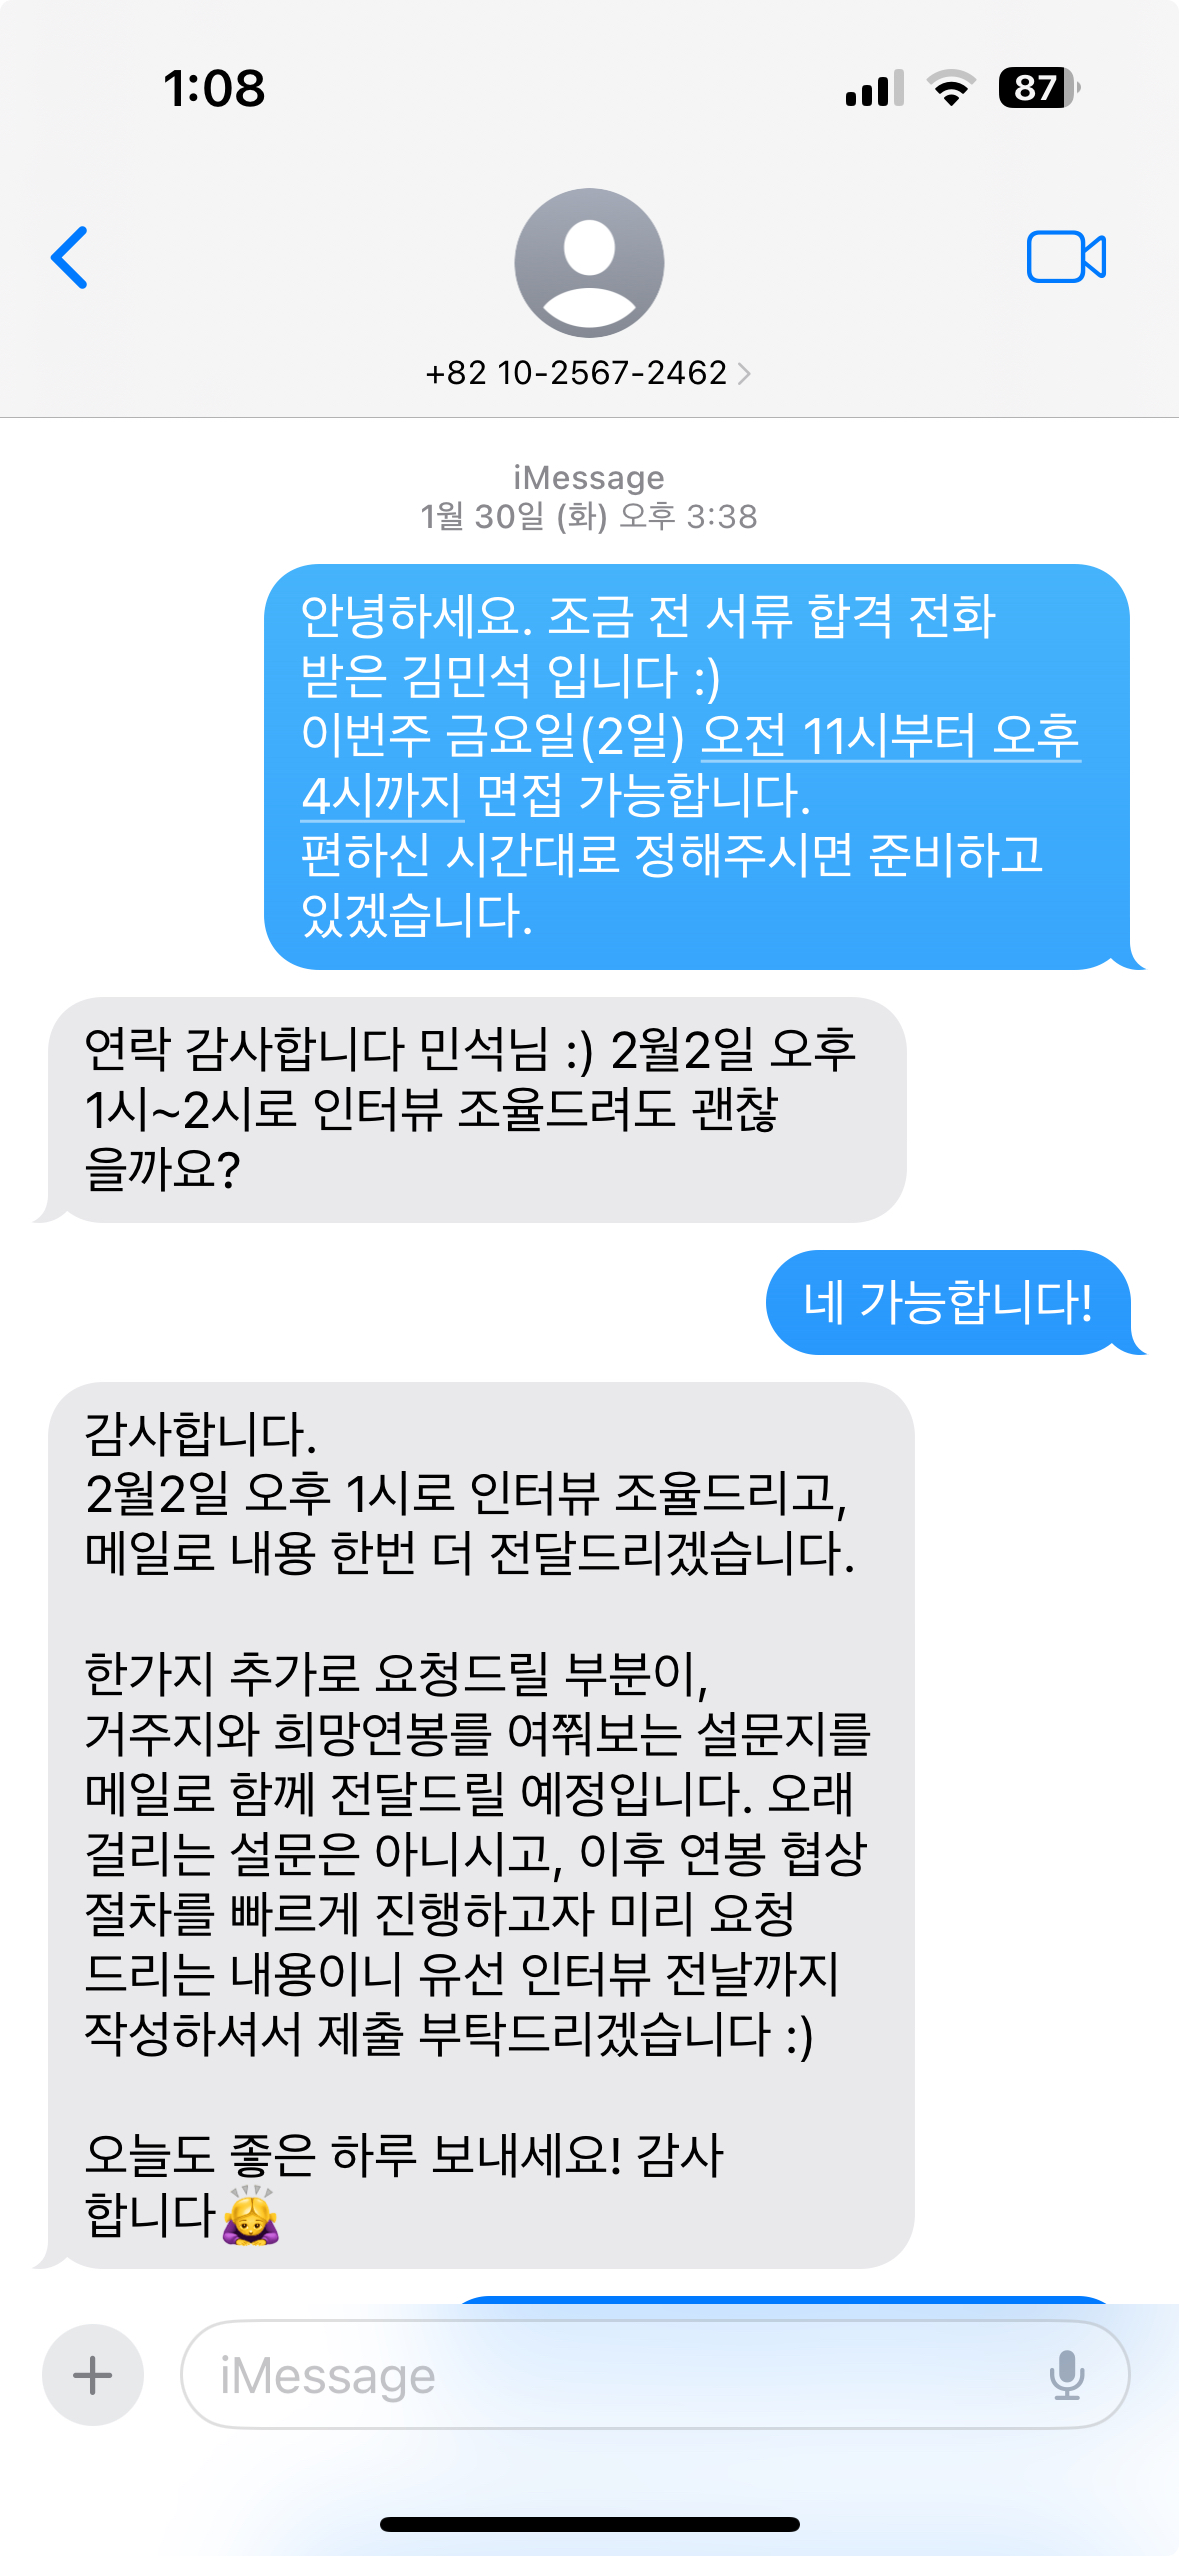 1:08
87
+82 10-2567-2462
iMessage
1월 30일 (화) 오후 3:38
안녕하세요. 조금 전 서류 합격 전화
받은 김민석 입니다 :)
이번주 금요일(2일) 오전 11시부터 오후
4시까지 면접 가능합니다.
편하신 시간대로 정해주시면 준비하고
있겠습니다.
연락 감사합니다 민석님 :) 2월2일 오후
1시~2시로 인터뷰 조율드려도 괜찮
을까요?
네 가능합니다!
감사합니다.
2월2일 오후 1시로 인터뷰 조율드리고,
메일로 내용 한번 더 전달드리겠습니다.
한가지 추가로 요청드릴 부분이,
거주지와 희망연봉를 여쭤보는 설문지를
메일로 함께 전달드릴 예정입니다. 오래
걸리는 설문은 아니시고, 이후 연봉 협상
절차를 빠르게 진행하고자 미리 요청
드리는 내용이니 유선 인터뷰 전날까지
작성하셔서 제출 부탁드리겠습니다 :)
오늘도 좋은 하루 보내세요! 감사
합니다🙇‍♀️
iMessage